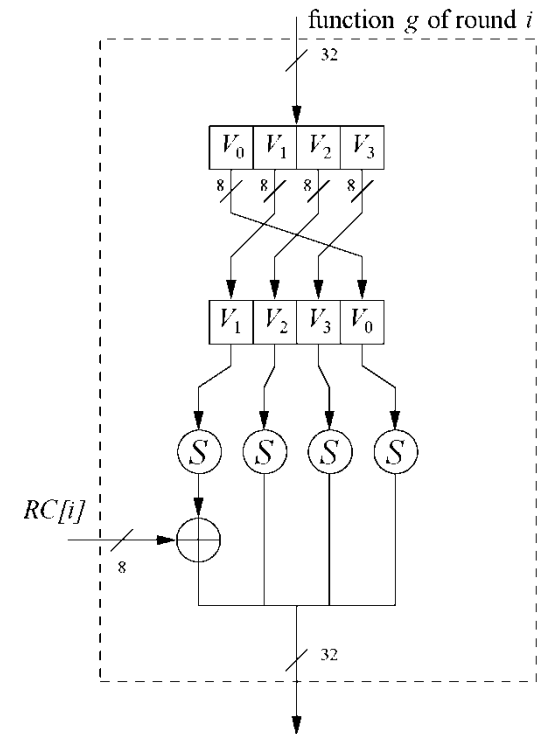 function g of round i
32
V0 V1 V2 V3
8 8 8 8
V1 V2 V3 V0
S S S S
RC[i]
8
32